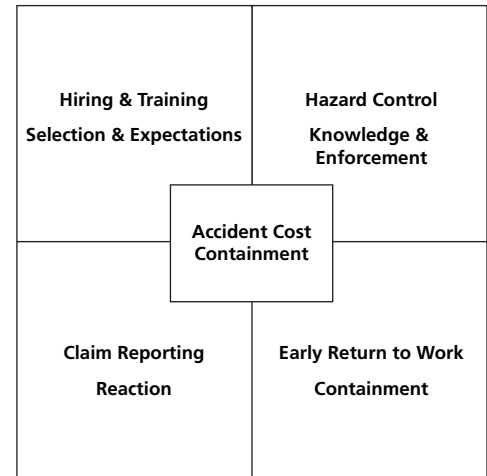 Hiring & Training
Selection & Expectations
Hazard Control
Knowledge &
Enforcement
Accident Cost
Containment
Claim Reporting
Reaction
Early Return to Work
Containment